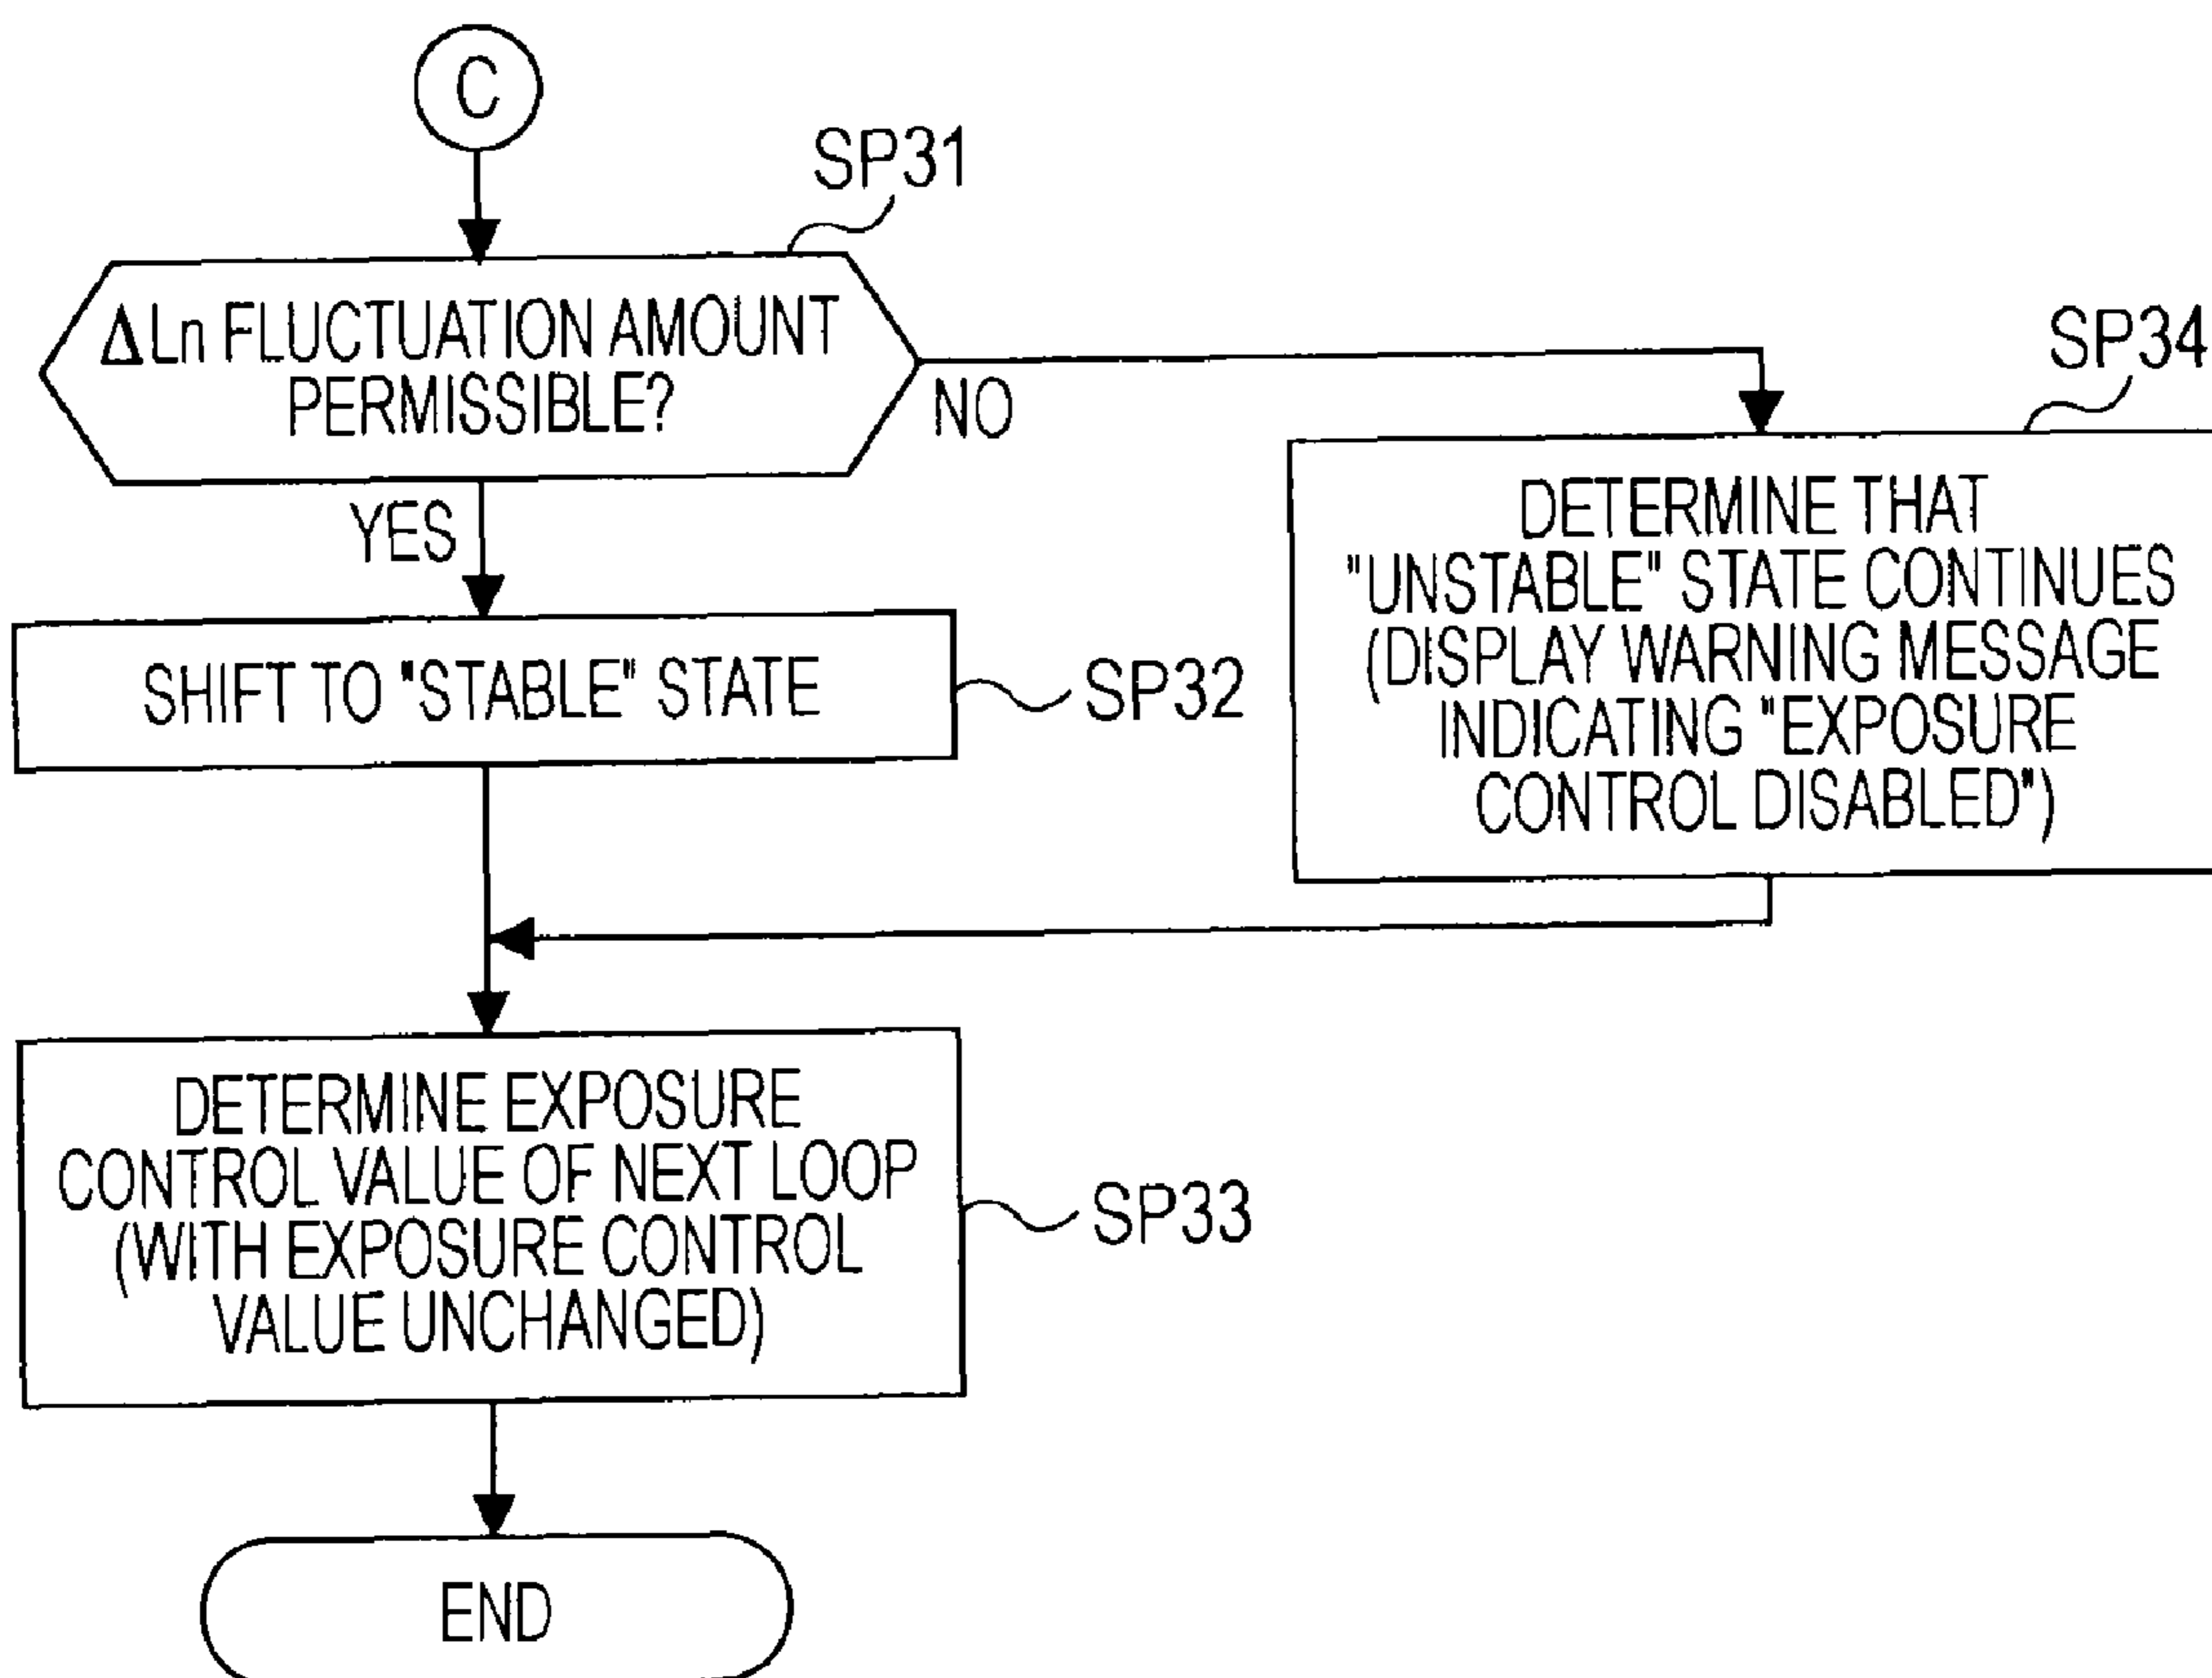 C
SP31
ΔLn FLUCTUATION AMOUNT
PERMISSIBLE?
NO
YES
SP34
DETERMINE THAT
"UNSTABLE" STATE CONTINUES
(DISPLAY WARNING MESSAGE
INDICATING "EXPOSURE
CONTROL DISABLED")
SHIFT TO "STABLE" STATE
SP32
DETERMINE EXPOSURE
CONTROL VALUE OF NEXT LOOP
(WITH EXPOSURE CONTROL
VALUE UNCHANGED)
SP33
END